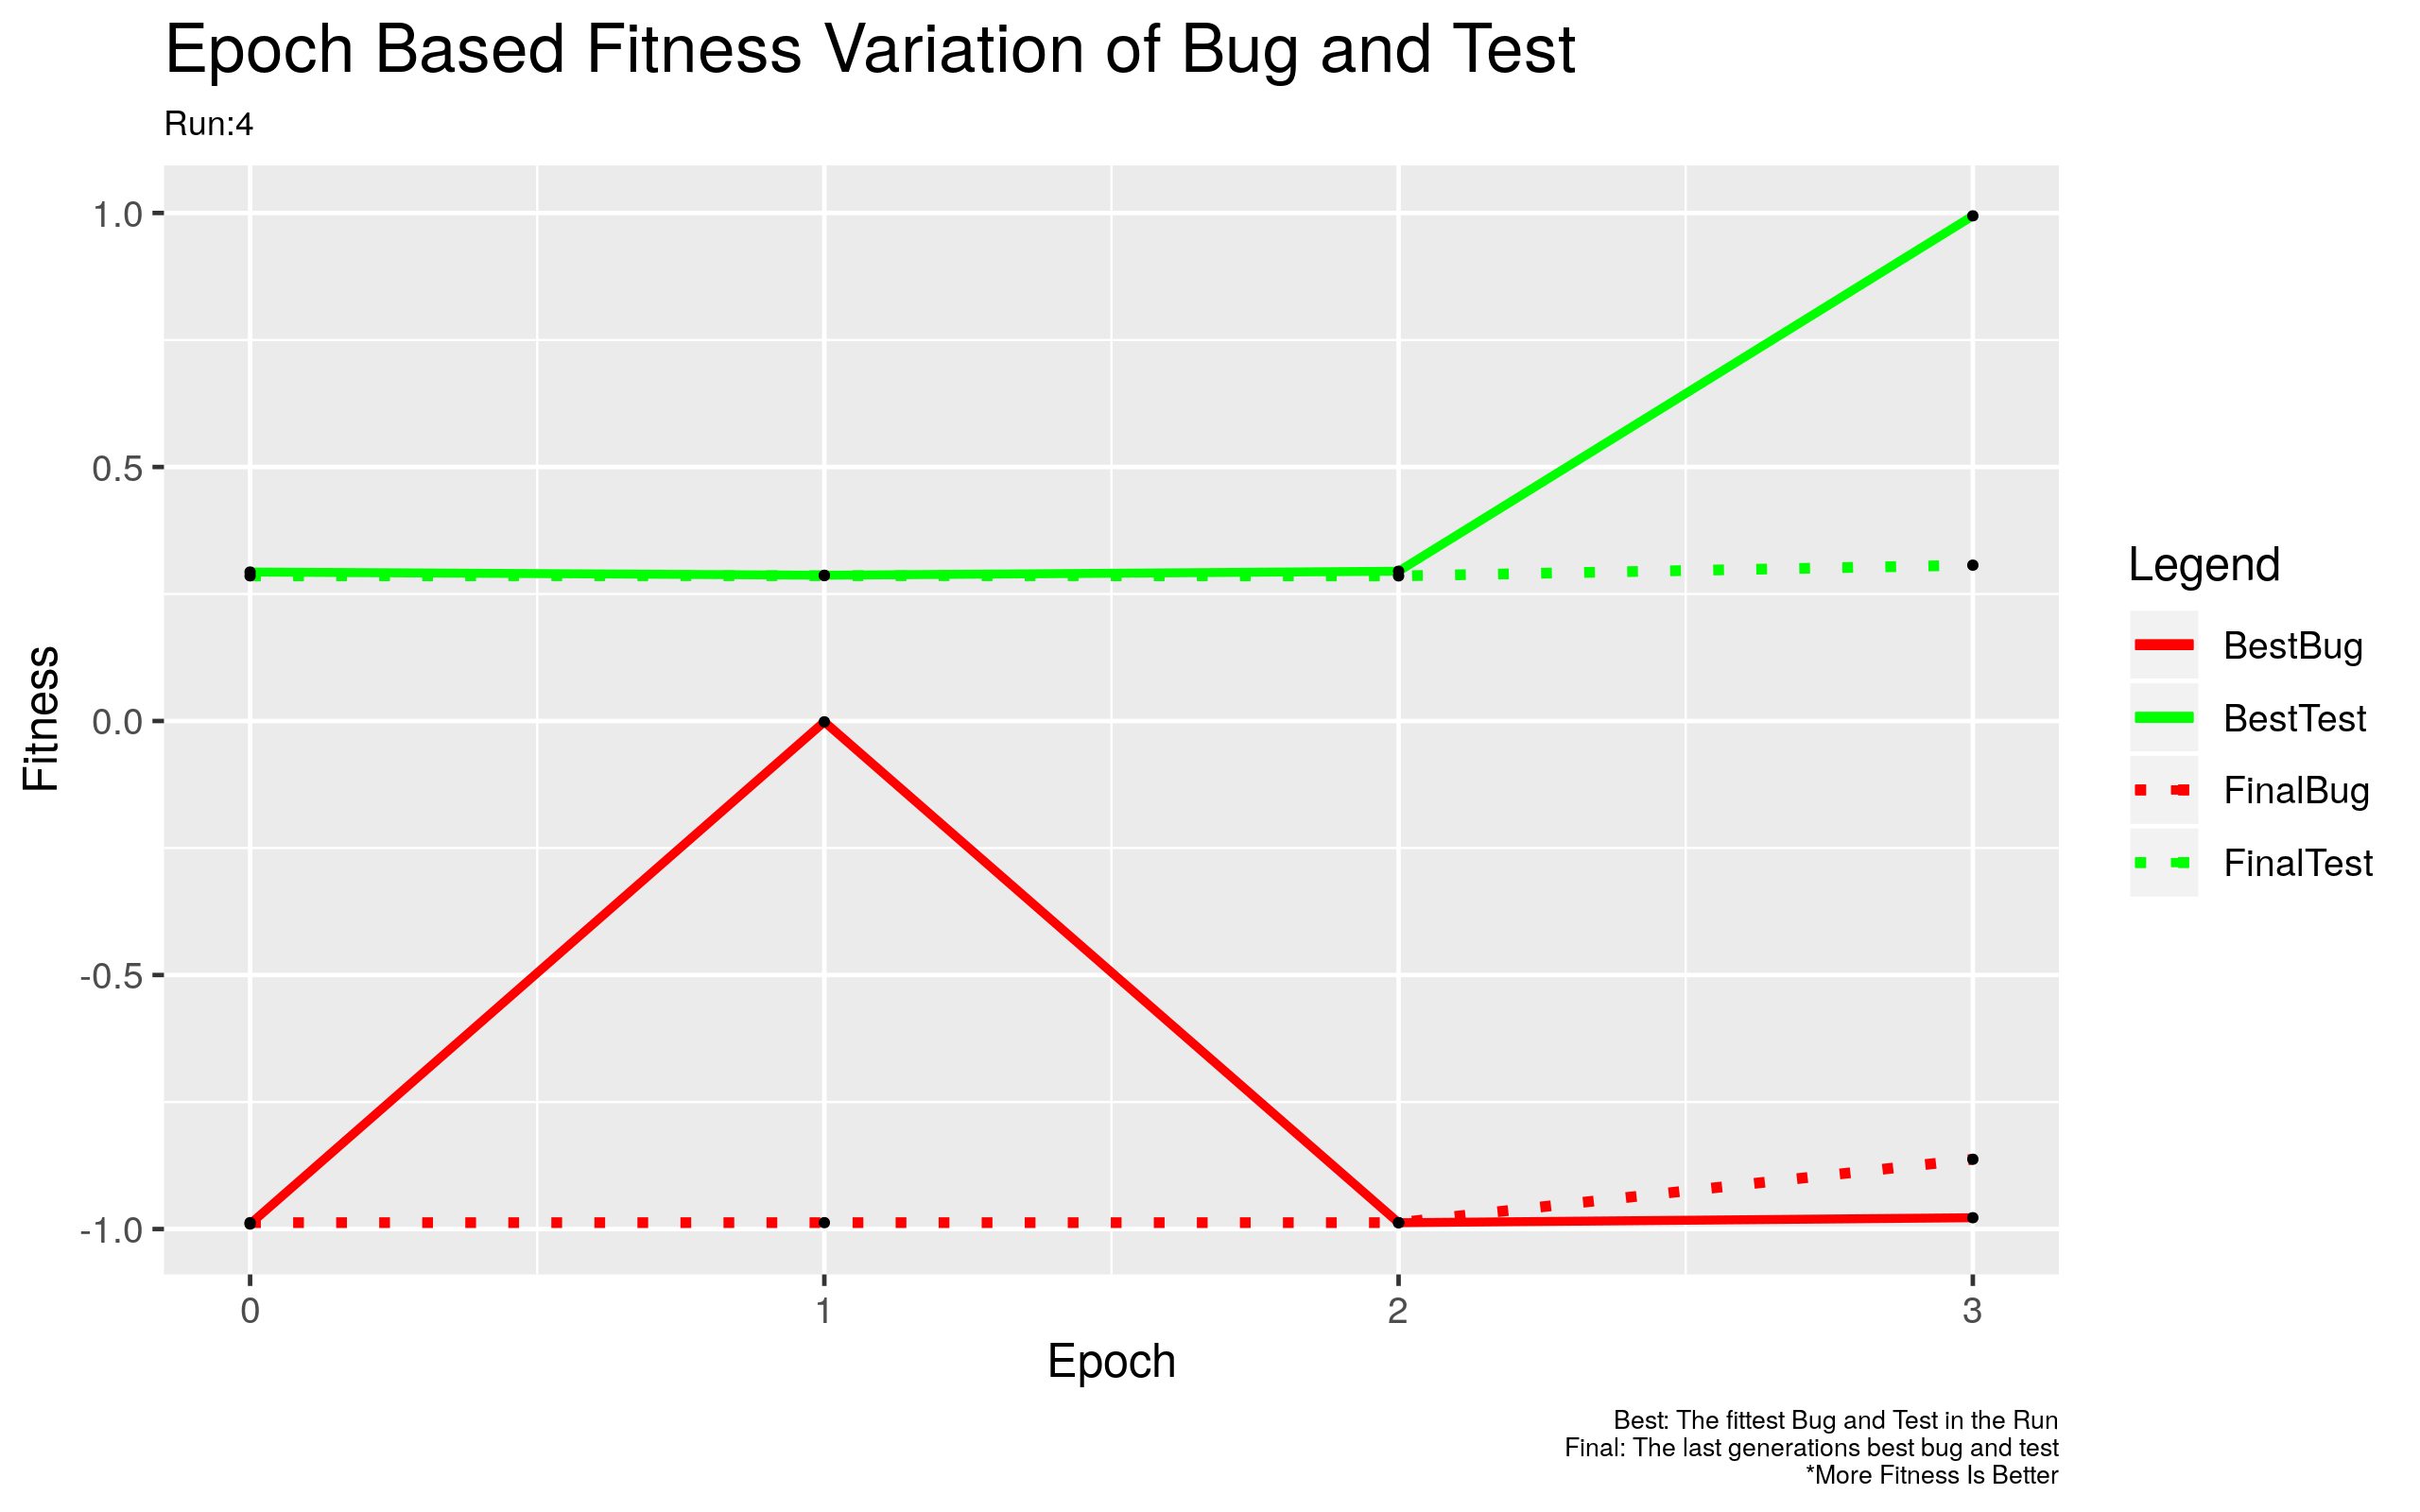 Epoch Based Fitness Variation of Bug and Test
Run:4
1.0
0.5
0.0
-0.5
-1.0
Fitness
0
1
2
3
Epoch
Legend
BestBug
BestTest
FinalBug
FinalTest
Best: The fittest Bug and Test in the Run
Final: The last generations best bug and test
*More Fitness Is Better